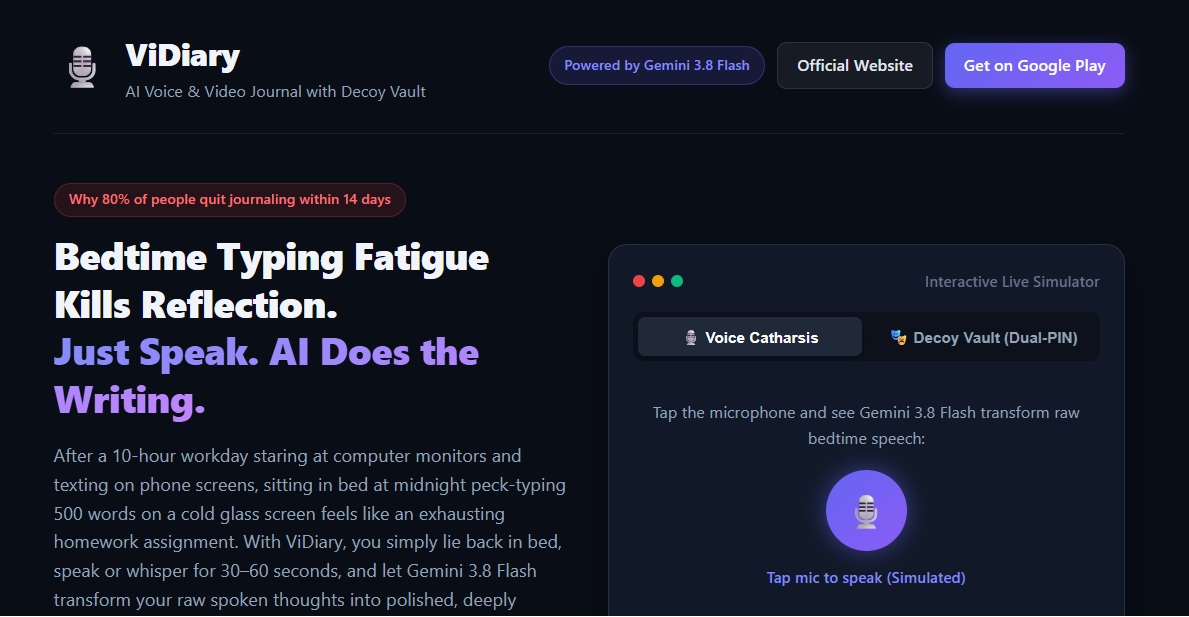 ViDiary
AI Voice & Video Journal with Decoy Vault
Powered by Gemini 3.8 Flash
Official Website
Get on Google Play
Why 80% of people quit journaling within 14 days
Bedtime Typing Fatigue
Kills Reflection.
Just Speak. AI Does the
Writing.
After a 10-hour workday staring at computer monitors and
texting on phone screens, sitting in bed at midnight peck-typing
500 words on a cold glass screen feels like an exhausting
homework assignment. With ViDiary, you simply lie back in bed,
speak or whisper for 30–60 seconds, and let Gemini 3.8 Flash
transform your raw spoken thoughts into polished, deeply
Interactive Live Simulator
Voice Catharsis
Decoy Vault (Dual-PIN)
Tap the microphone and see Gemini 3.8 Flash transform raw
bedtime speech:
Tap mic to speak (Simulated)